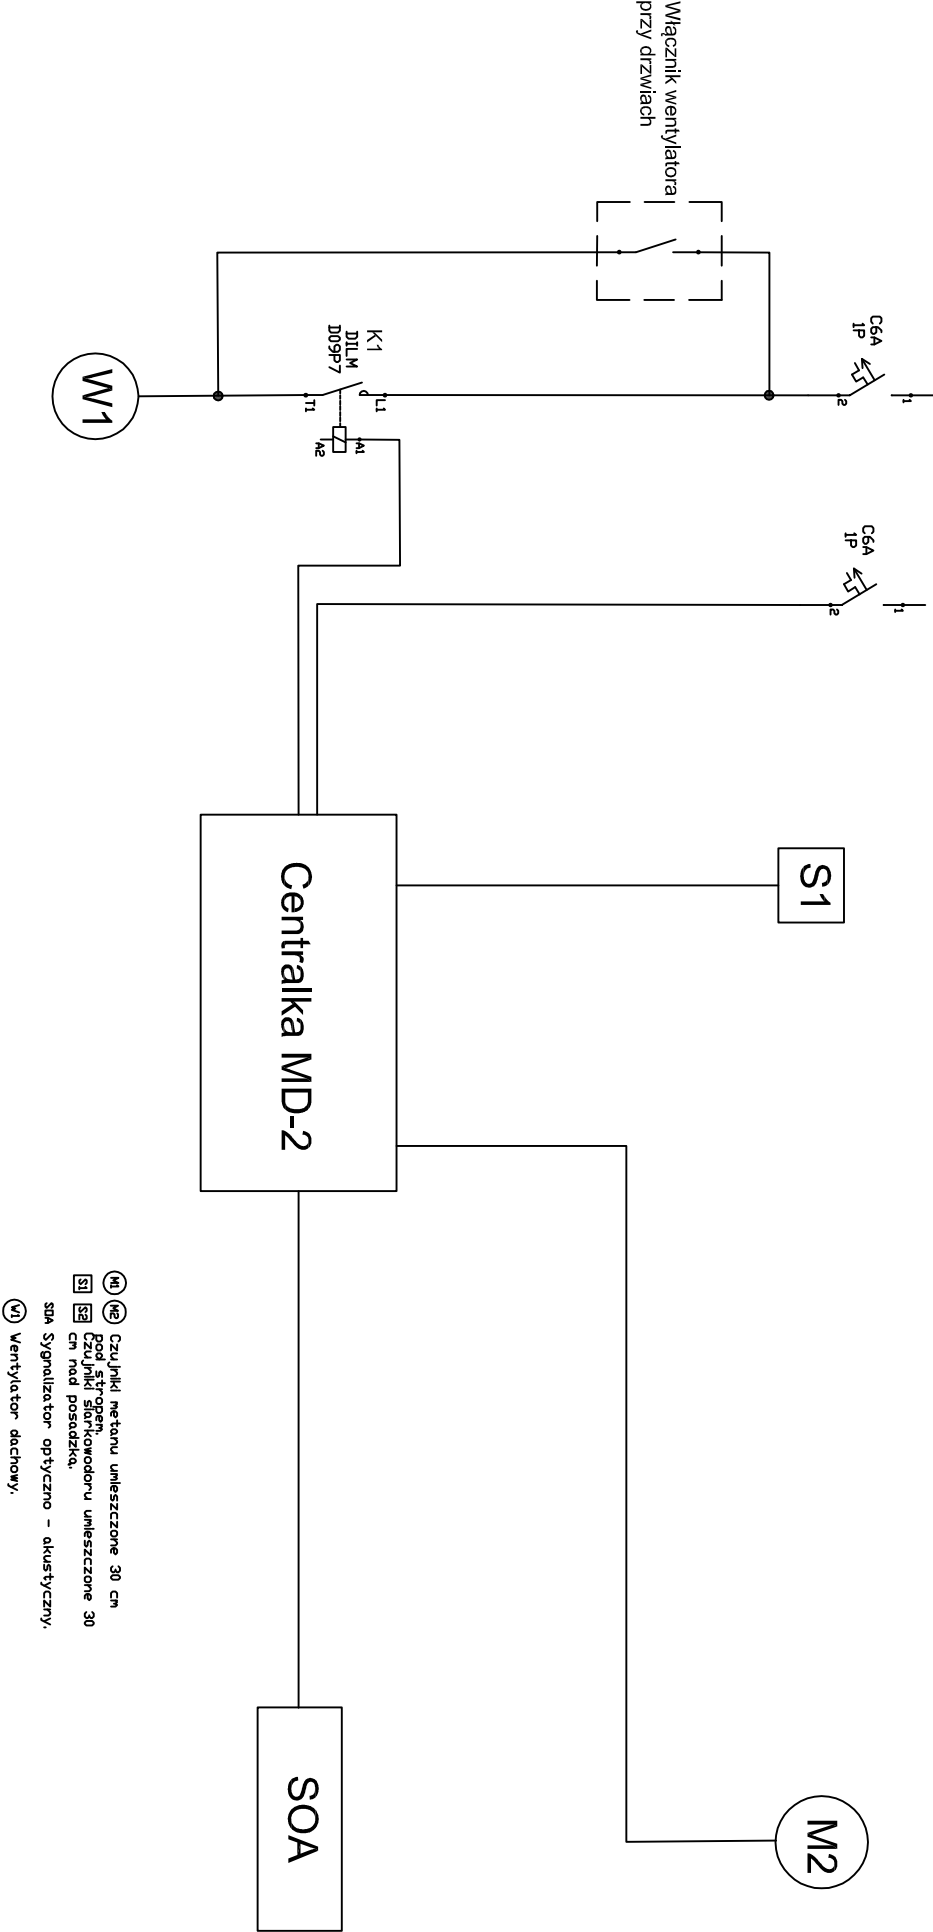 Włącznik wentylatora
przy drzwiach
C6A
1P
1
2
K1
DILM
D09P7
L1
T1
A1
A2
W1
C6A
1P
1
2
S1
Centralka MD-2
M2
SOA
M1 M2 Czujniki metanu umieszczone 30 cm
pod stropem.
S1 S2 Czujniki siarkowodoru umieszczone 30
cm nad posadzką.
SOA Sygnalizator optyczno - akustyczny.
W1 Wentylator dachowy.